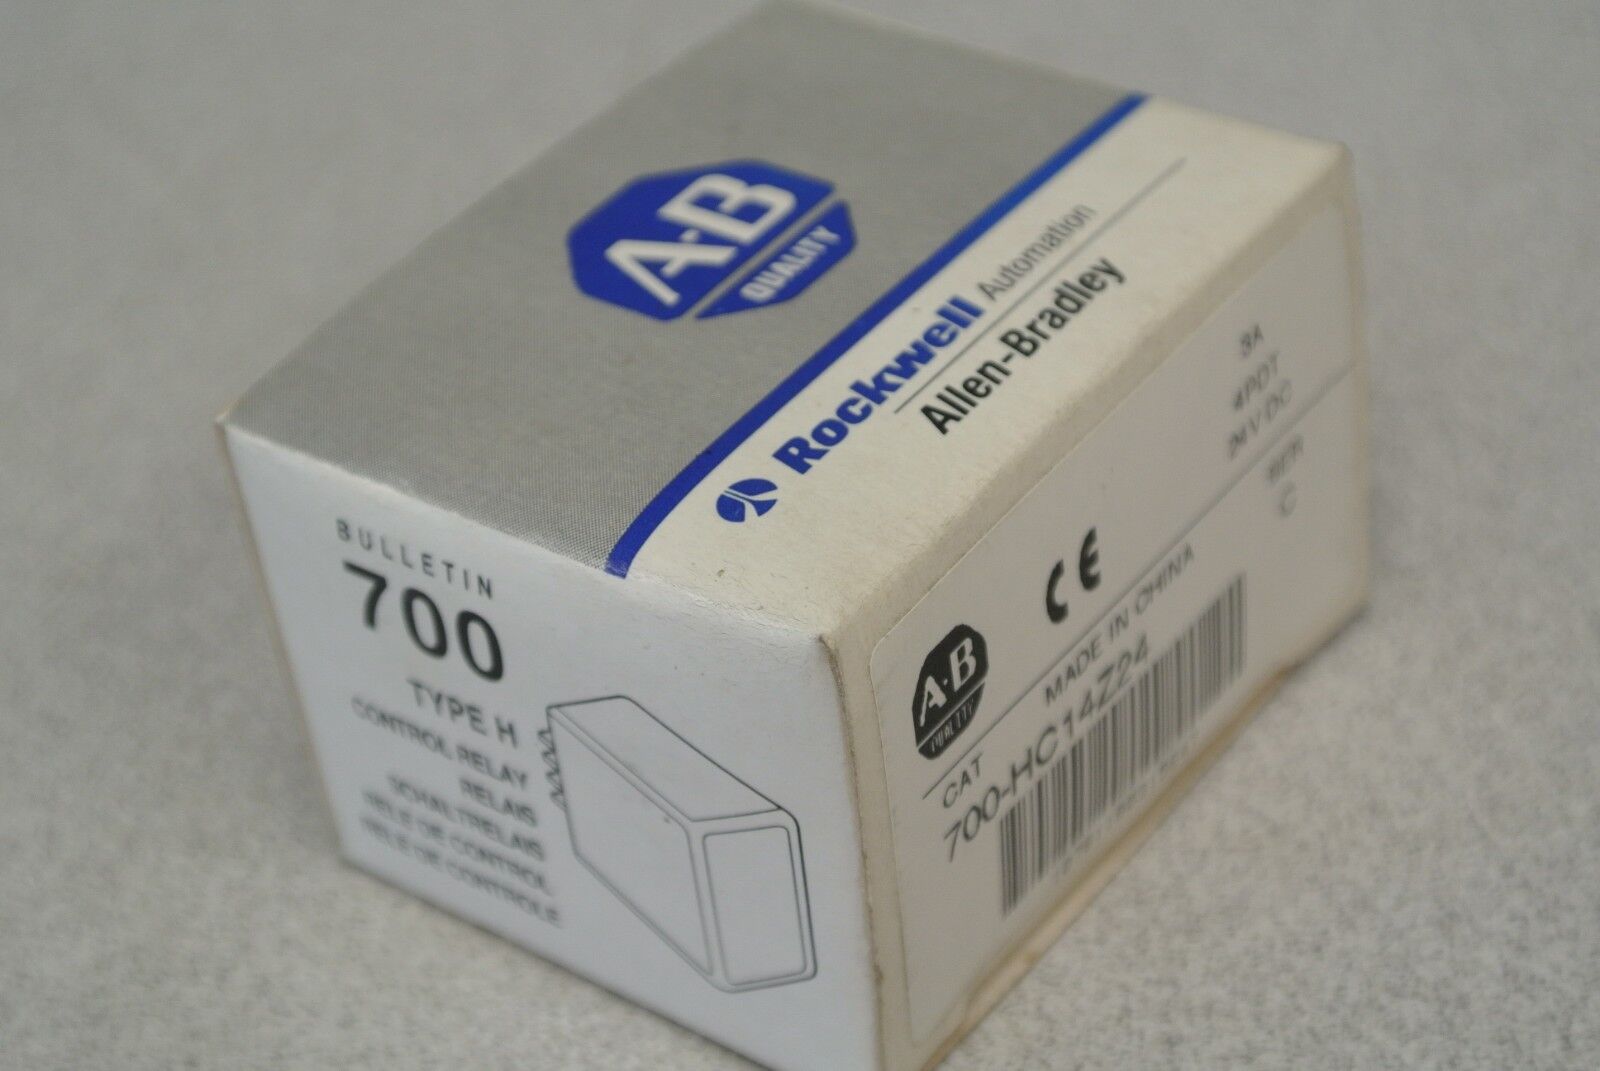 A-B
QUALITY
Rockwell Automation
Allen-Bradley
BULLETIN
700
TYPE H
CONTROL RELAY
RELAIS
SCHALTRELAIS
RELE DE CONTROL
RELE DE CONTROLE
3A
4PDT
24VDC
SER
C
CE
MADE IN CHINA
A-B
QUALITY
CAT
700-HC14Z24